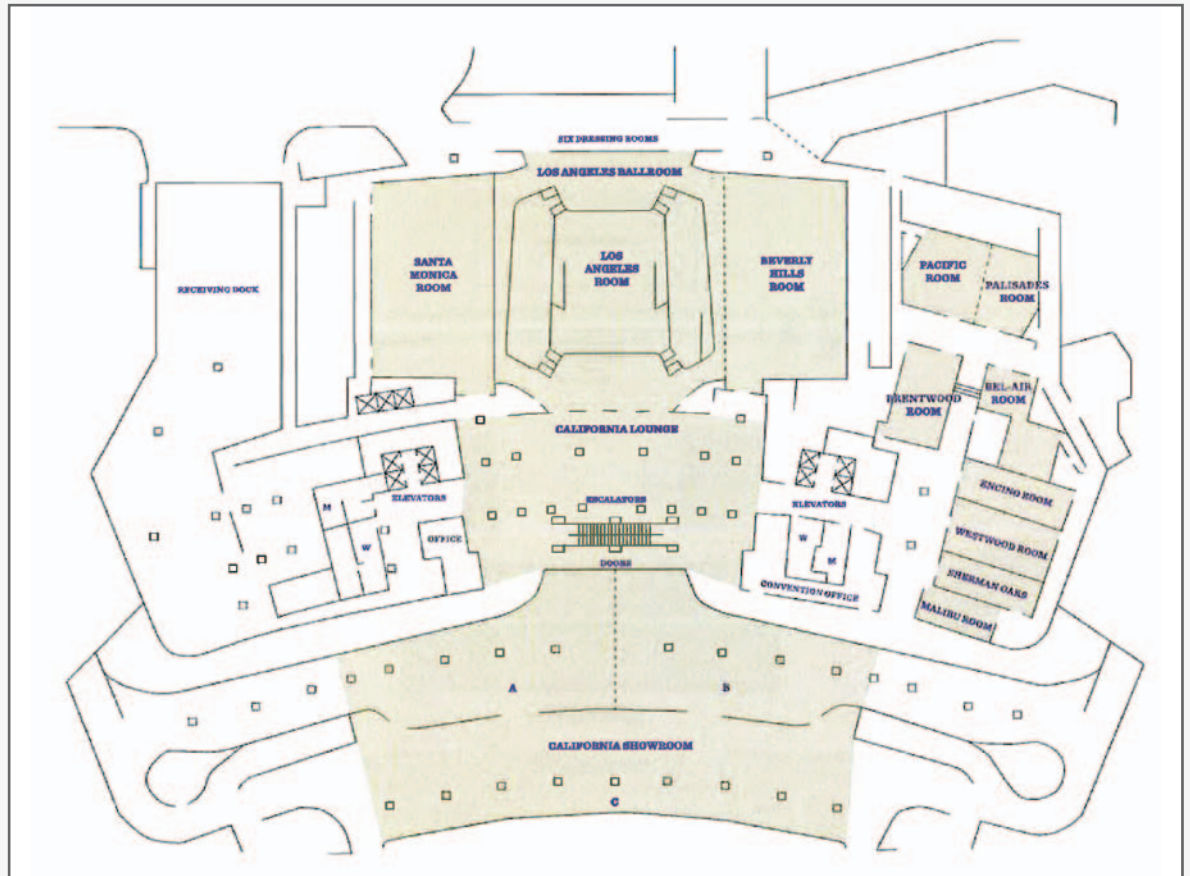 SIX DRESSING ROOMS
LOS ANGELES BALLROOM
SANTA
MONICA
ROOM
LOS
ANGELES
ROOM
BEVERLY
HILLS
ROOM
PACIFIC
ROOM
PALISADES
ROOM
RECEIVING DOCK
BRENTWOOD
ROOM
BEL-AIR
ROOM
CALIFORNIA LOUNGE
ELEVATORS
ESCALATORS
ELEVATORS
ENCINO ROOM
M
W
OFFICE
W
M
WESTWOOD ROOM
DOORS
SHERMAN OAKS
CONVENTION OFFICE
MALIBU ROOM
A
B
CALIFORNIA SHOWROOM
C